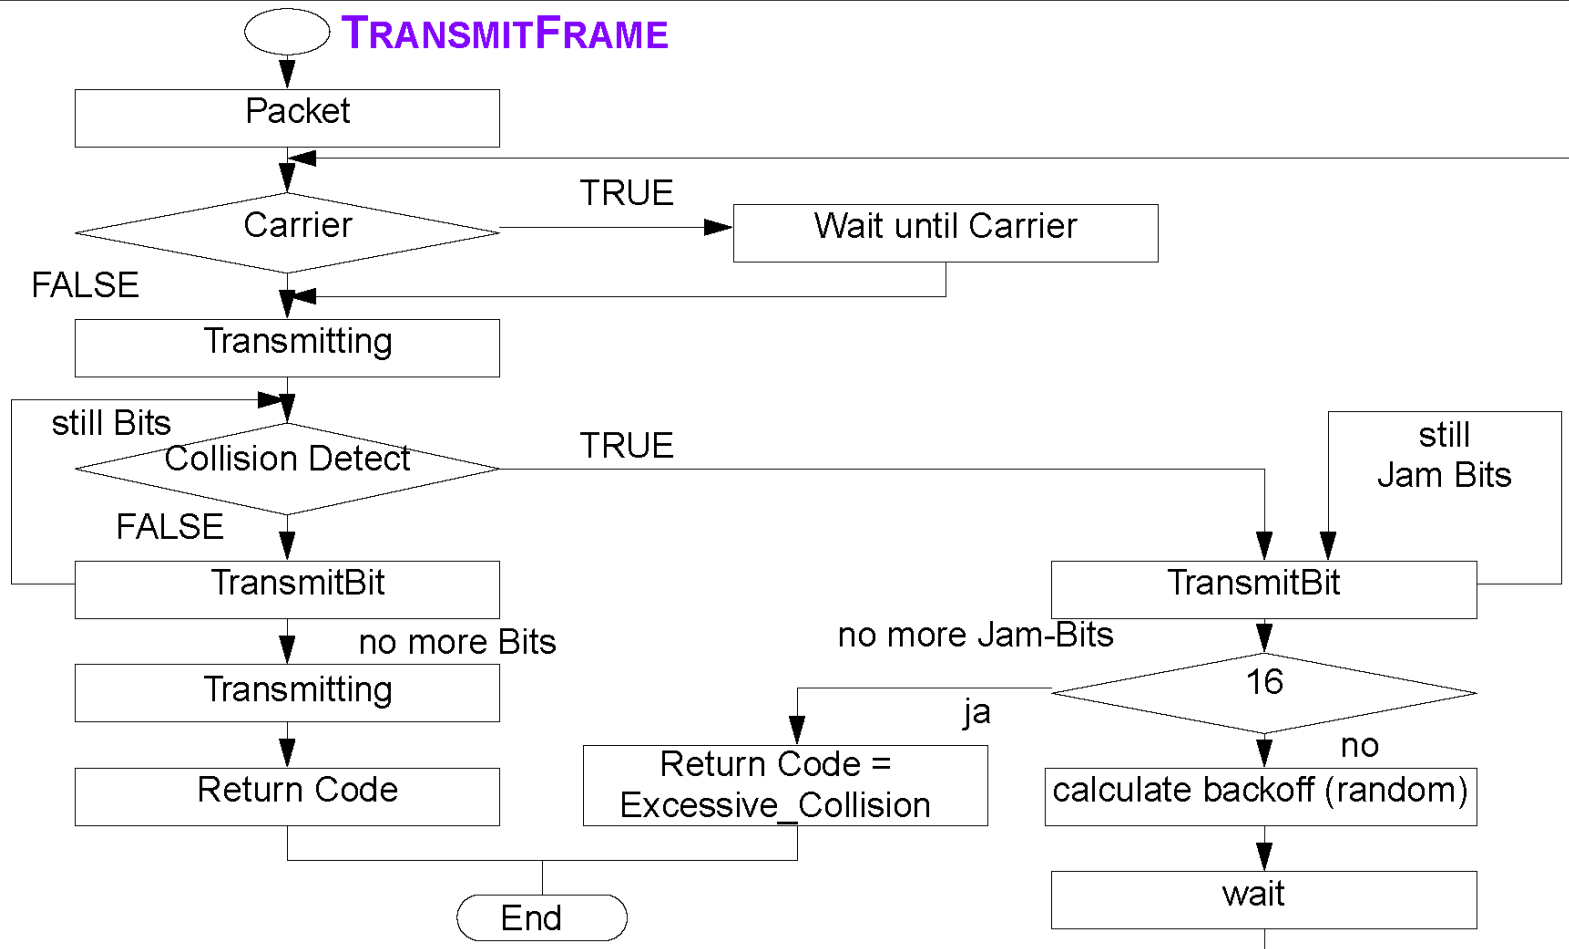 TRANSMITFRAME
Packet
Carrier
TRUE
Wait until Carrier
FALSE
Transmitting
still Bits
Collision Detect
TRUE
still
Jam Bits
FALSE
TransmitBit
TransmitBit
no more Bits
no more Jam-Bits
Transmitting
16
ja
no
Return Code
Return Code =
Excessive_Collision
calculate backoff (random)
wait
End